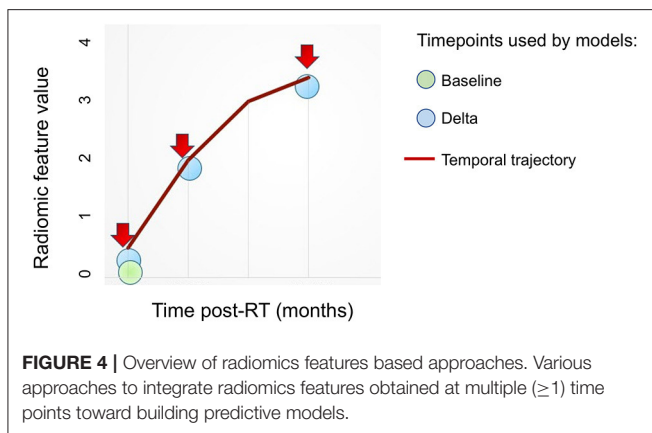 Radiomic feature value
4
3
2
1
0
Time post-RT (months)
Timepoints used by models:
Baseline
Delta
Temporal trajectory
FIGURE 4 | Overview of radiomics features based approaches. Various
approaches to integrate radiomics features obtained at multiple (≥1) time
points toward building predictive models.